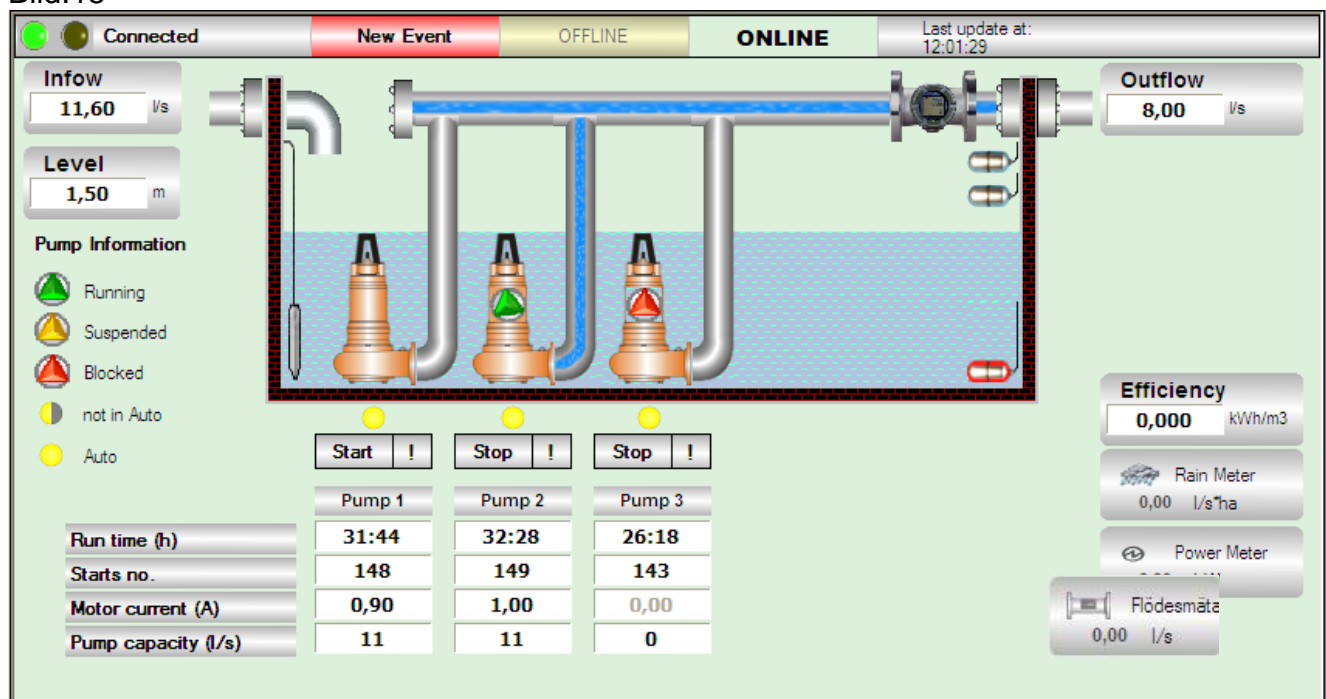 Connected
New Event
OFFLINE
ONLINE
Last update at:
12:01:29
Infow
11,60 l/s
Level
1,50 m
Outflow
8,00 l/s
Pump Information
Running
Suspended
Blocked
not in Auto
Auto
Start !
Stop !
Stop !
Efficiency
0,000 kWh/m3
Rain Meter
0,00 l/s*ha
Power Meter
Flödesmäta
0,00 l/s
Pump 1 Pump 2 Pump 3
Run time (h) 31:44 32:28 26:18
Starts no. 148 149 143
Motor current (A) 0,90 1,00 0,00
Pump capacity (l/s) 11 11 0